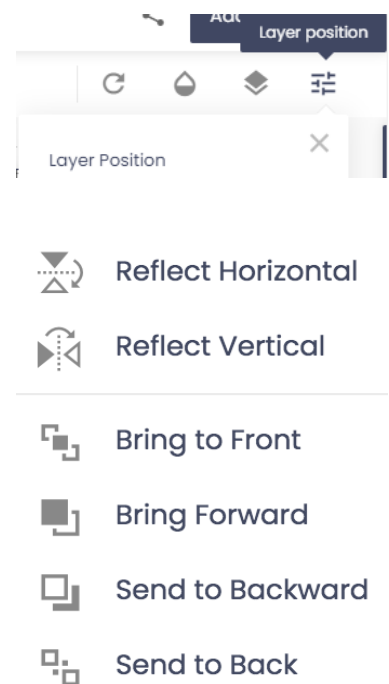 Add
Layer position
Layer Position
Reflect Horizontal
Reflect Vertical
Bring to Front
Bring Forward
Send to Backward
Send to Back